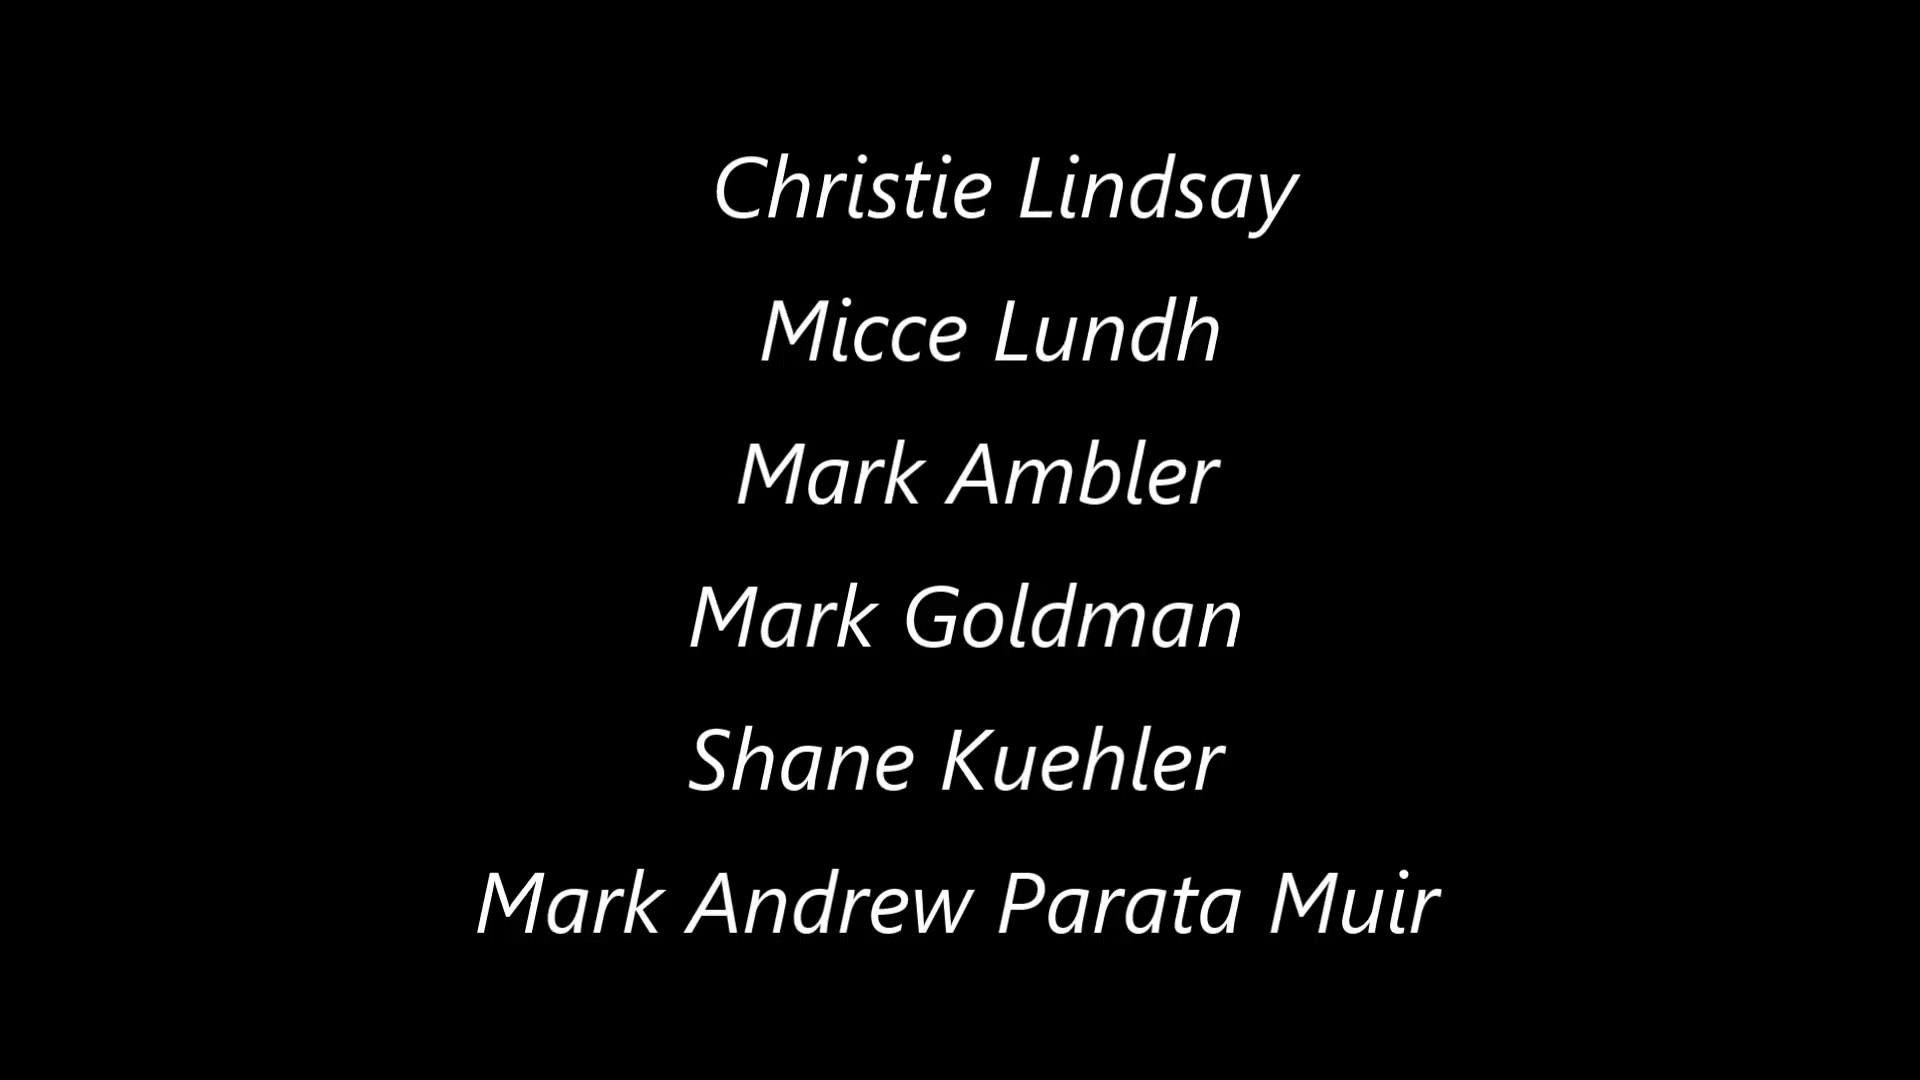 Christie Lindsay
Micce Lundh
Mark Ambler
Mark Goldman
Shane Kuehler
Mark Andrew Parata Muir